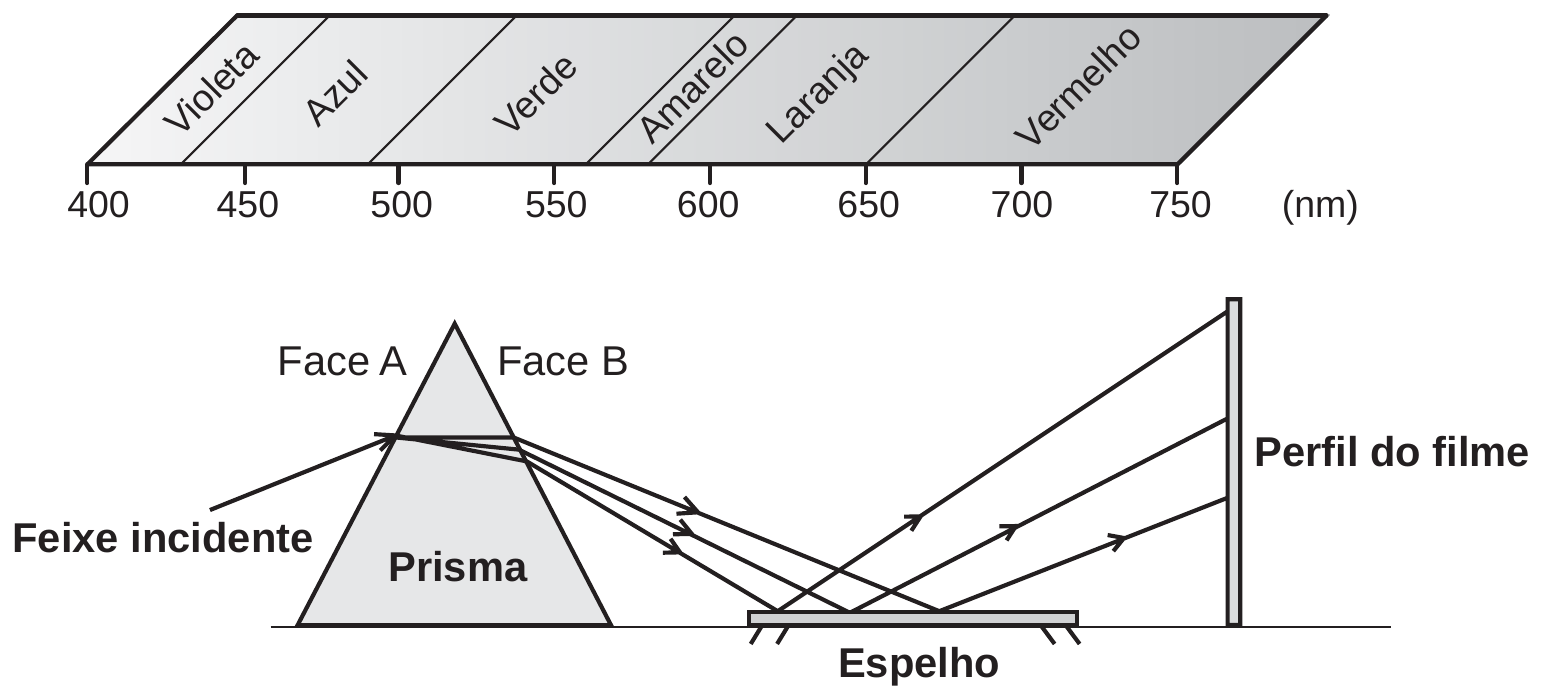 Violeta
Azul
Verde
Amarelo
Laranja
Vermelho
400 450 500 550 600 650 700 750 (nm)
Face A Face B
Perfil do filme
Feixe incidente
Prisma
Espelho